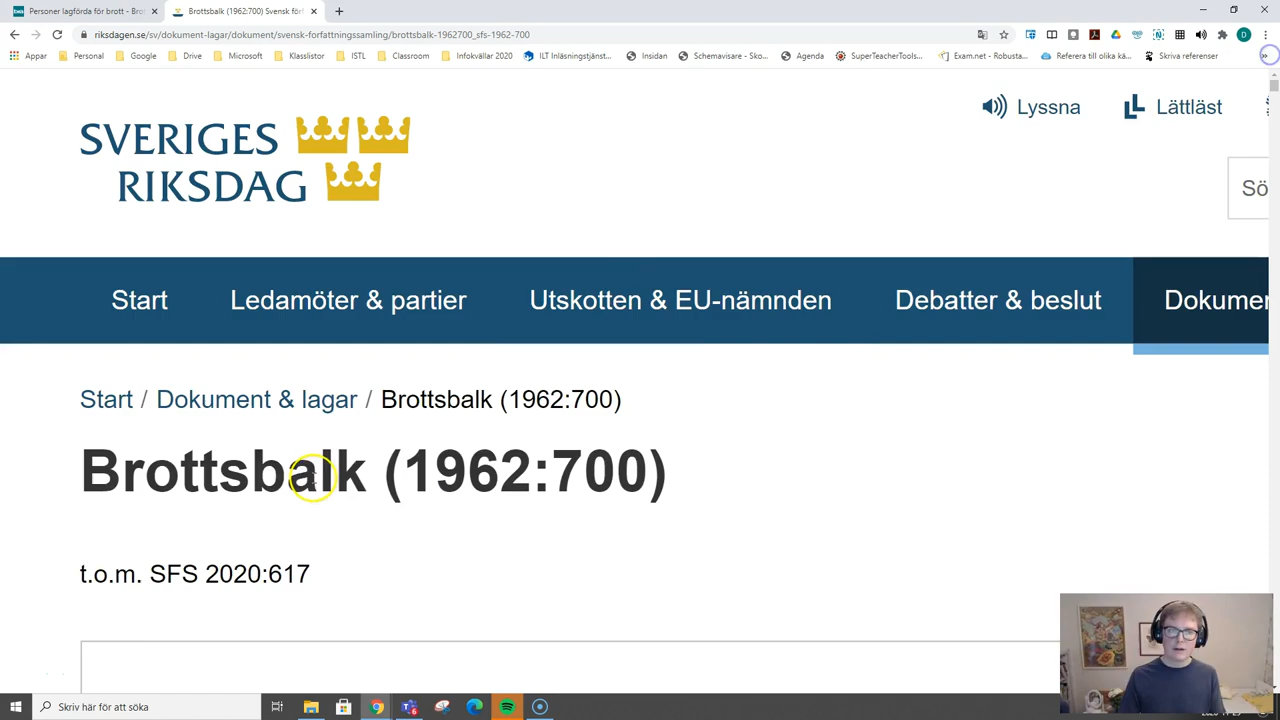 Personer lagförda för brott - Bro
Brottsbalk (1962:700) Svensk för
riksdagen.se/sv/dokument-lagar/dokument/svensk-forfattningssamling/brottsbalk-1962700_sfs-1962-700
Appar Personal Google Drive Microsoft Klasslistor ISTL Classroom Infokvällar 2020 ILT Inläsningstjänst... Insidan Schemavisare - Sko... Agenda SuperTeacherTools... Exam.net - Robusta... Referera till olika kä... Skriva referenser
Lyssna Lättläst
SVERIGES
RIKSDAG
Sö
Start Ledamöter & partier Utskotten & EU-nämnden Debatter & beslut Dokumen
Start / Dokument & lagar / Brottsbalk (1962:700)
Brottsbalk (1962:700)
t.o.m. SFS 2020:617
Skriv här för att söka